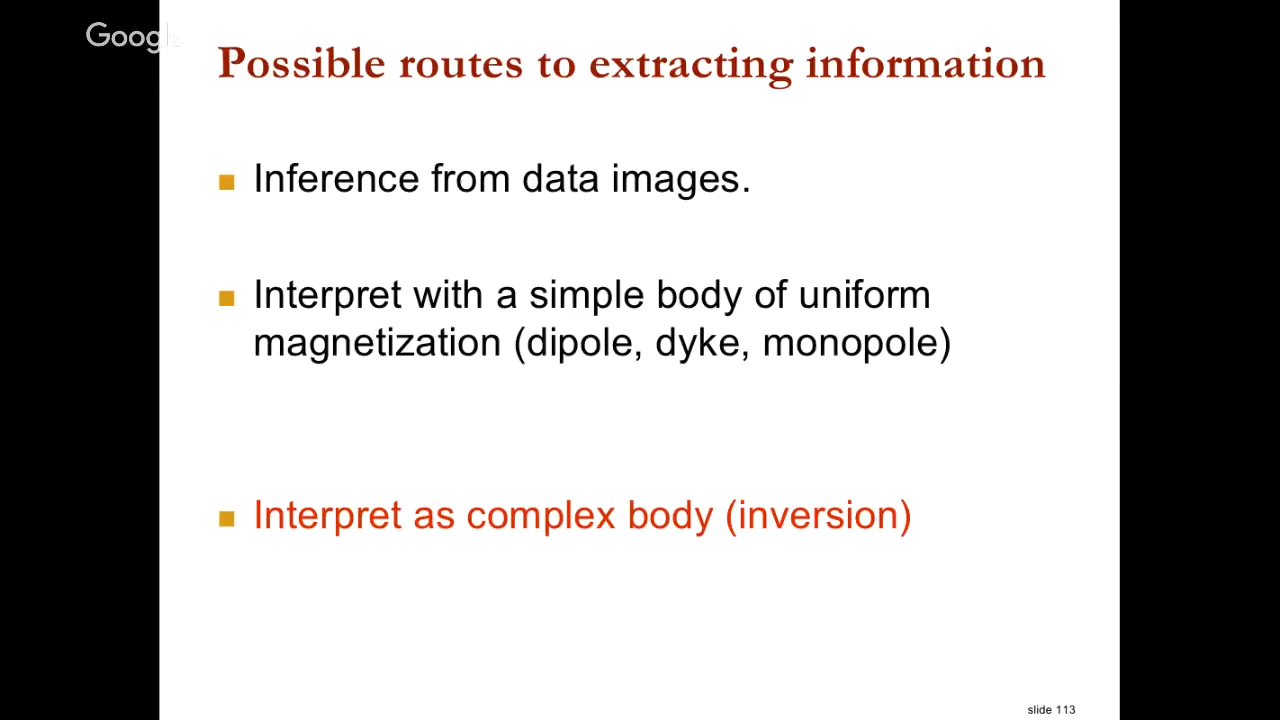 Google
Possible routes to extracting information
Inference from data images.
Interpret with a simple body of uniform
magnetization (dipole, dyke, monopole)
Interpret as complex body (inversion)
slide 113